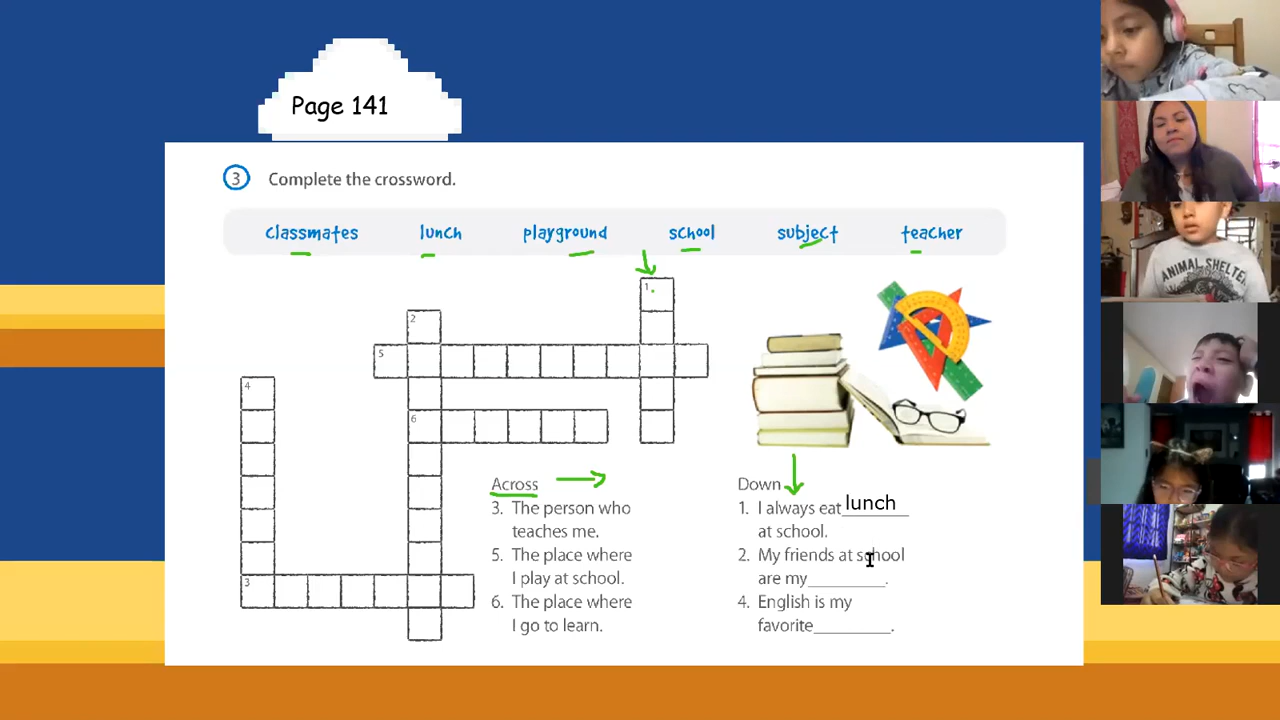 Page 141
3 Complete the crossword.
classmates lunch playground school subject teacher
1
2
5
4
6
3
Across
3. The person who
teaches me.
5. The place where
I play at school.
6. The place where
I go to learn.
Down
1. I always eat lunch
at school.
2. My friends at school
are my________.
4. English is my
favorite________.
ANIMAL SHELTER